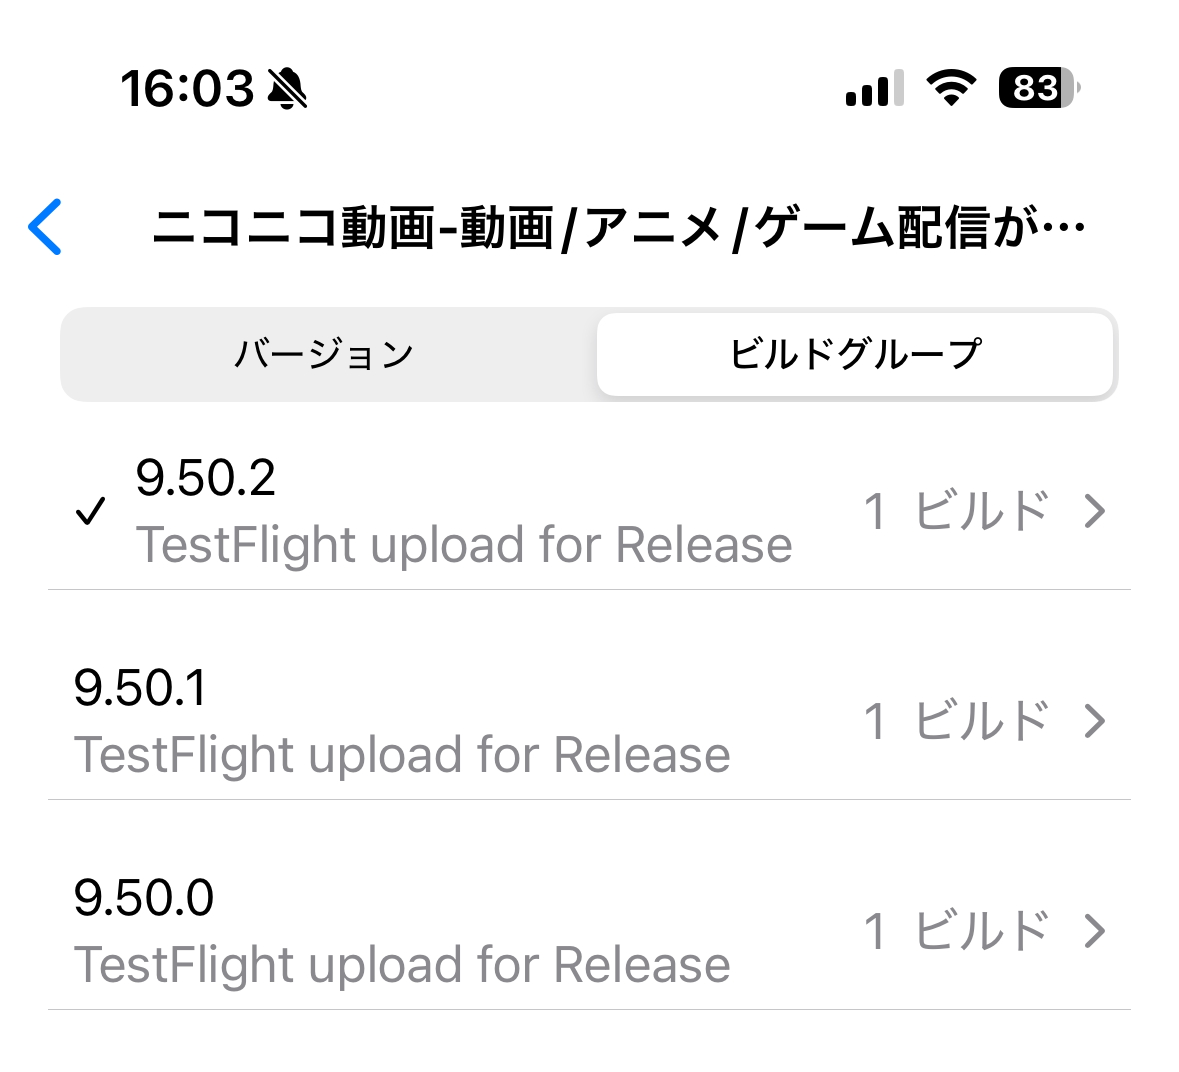 16:03
83
ニコニコ動画-動画/アニメ/ゲーム配信が…
バージョン
ビルドグループ
9.50.2
TestFlight upload for Release
1 ビルド
9.50.1
TestFlight upload for Release
1 ビルド
9.50.0
TestFlight upload for Release
1 ビルド